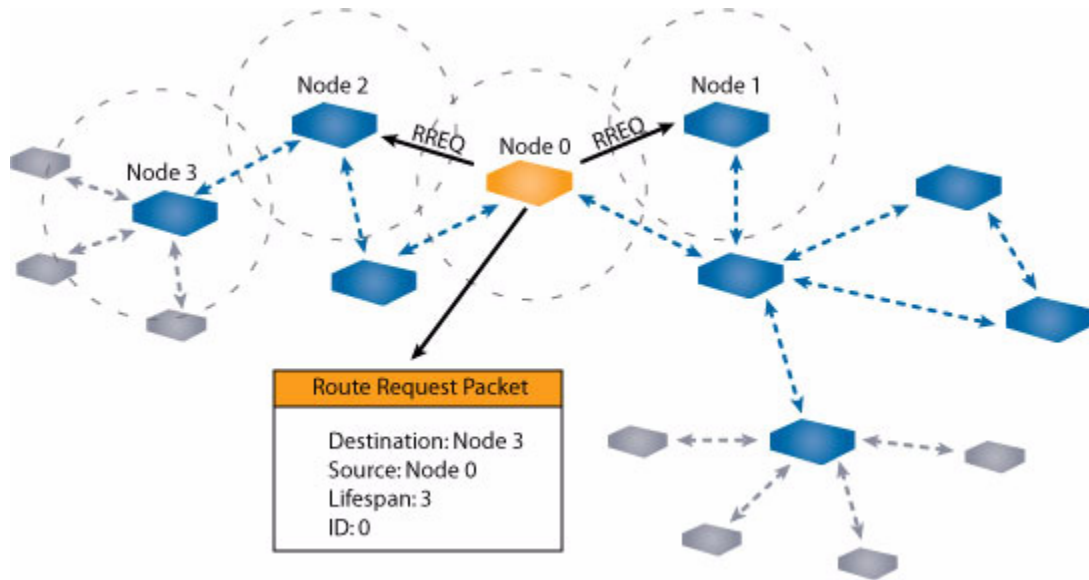 Node 2
Node 1
RREQ
RREQ
Node 0
Node 3
Route Request Packet
Destination: Node 3
Source: Node 0
Lifespan: 3
ID: 0